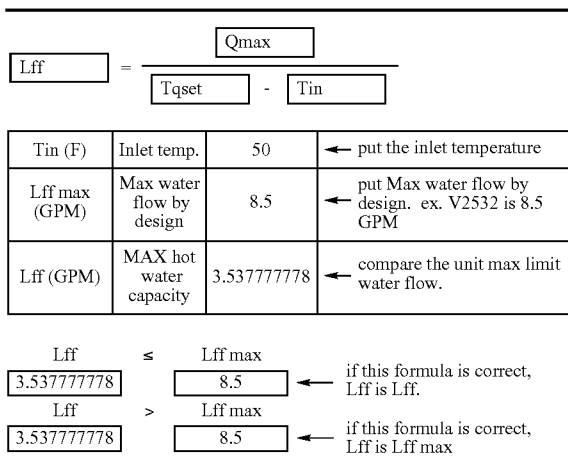 Qmax
Lff =
Tqset - Tin
Tin (F) Inlet temp. 50 ← put the inlet temperature
Lff max
(GPM)
Max water
flow by
design
8.5
← put Max water flow by
design. ex. V2532 is 8.5
GPM
Lff (GPM)
MAX hot
water
capacity
3.537777778
← compare the unit max limit
water flow.
Lff ≤ Lff max
3.537777778 8.5 ← if this formula is correct,
Lff is Lff.
Lff > Lff max
3.537777778 8.5 ← if this formula is correct,
Lff is Lff max